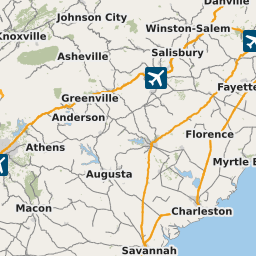 Danville
Johnson City
Knoxville
Winston-Salem
Salisbury
Asheville
Greenville
Fayette
Anderson
Florence
Athens
Myrtle B
Augusta
Macon
Charleston
Savannah